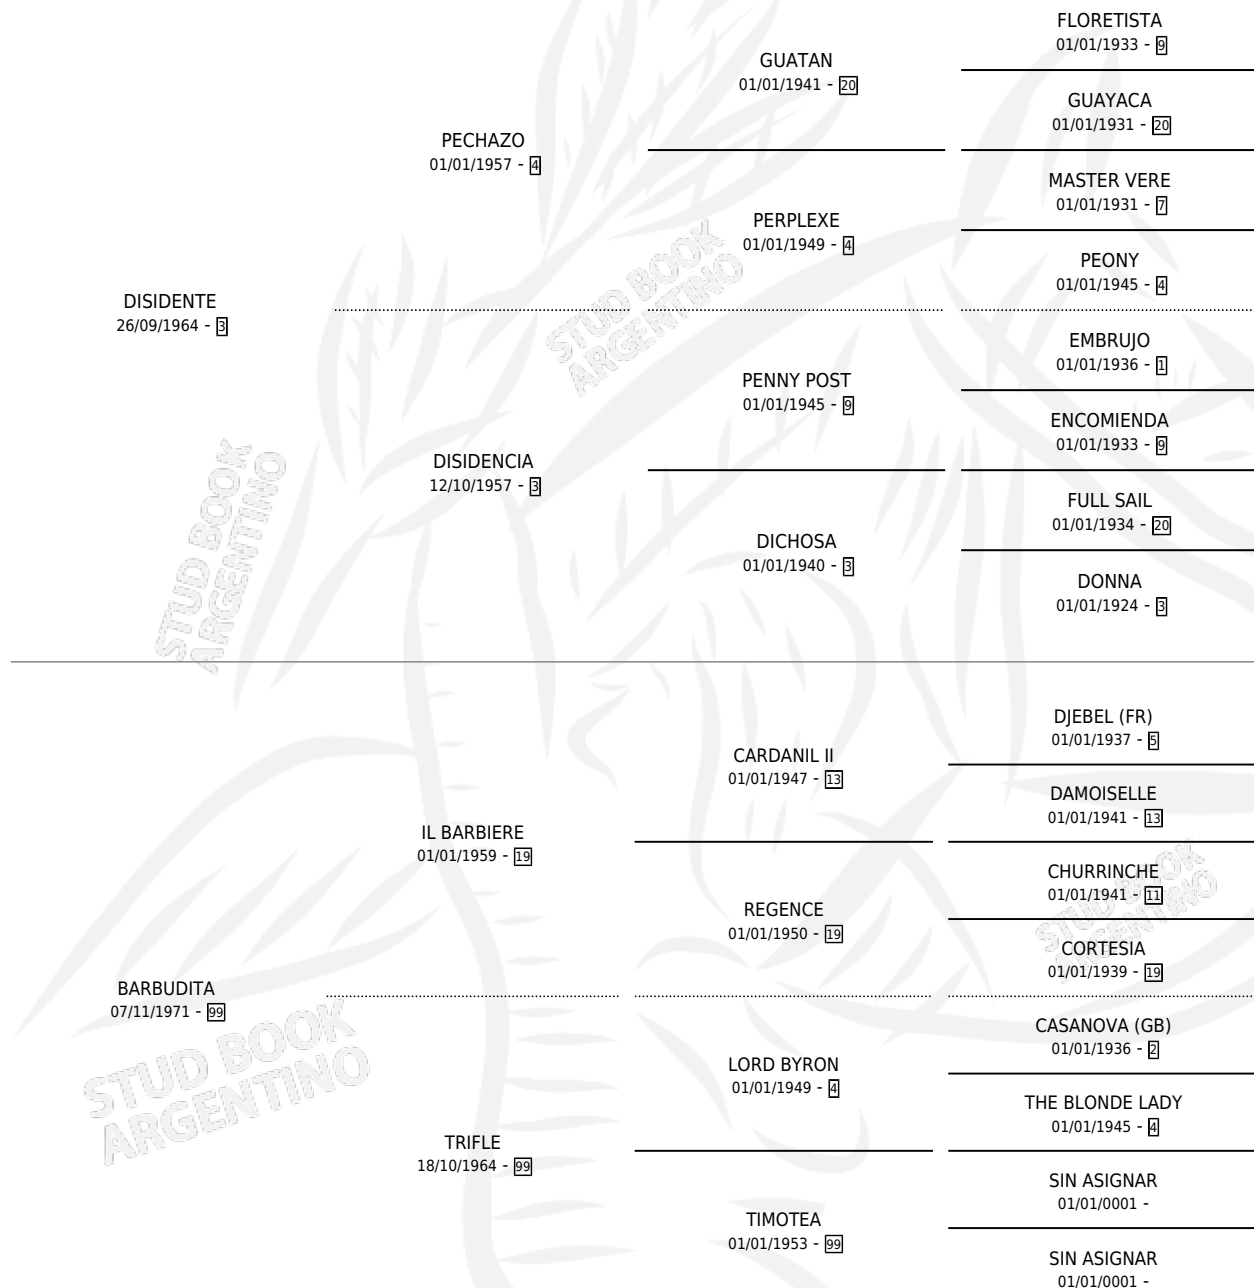 FLORETISTA
01/01/1933 - 9
GUATAN
01/01/1941 - 20
GUAYACA
01/01/1931 - 20
PECHAZO
01/01/1957 - 4
MASTER VERE
01/01/1931 - 7
PERPLEXE
01/01/1949 - 4
PEONY
01/01/1945 - 4
DISIDENTE
26/09/1964 - 3
EMBRUJO
01/01/1936 - 1
PENNY POST
01/01/1945 - 9
ENCOMIENDA
01/01/1933 - 9
DISIDENCIA
12/10/1957 - 3
FULL SAIL
01/01/1934 - 20
DICHOSA
01/01/1940 - 3
DONNA
01/01/1924 - 3
DJEBEL (FR)
01/01/1937 - 5
CARDANIL II
01/01/1947 - 13
DAMOISELLE
01/01/1941 - 13
IL BARBIERE
01/01/1959 - 19
CHURRINCHE
01/01/1941 - 11
REGENCE
01/01/1950 - 19
CORTESIA
01/01/1939 - 19
BARBUDITA
07/11/1971 - 99
CASANOVA (GB)
01/01/1936 - 2
LORD BYRON
01/01/1949 - 4
THE BLONDE LADY
01/01/1945 - 4
TRIFLE
18/10/1964 - 99
SIN ASIGNAR
01/01/0001 -
TIMOTEA
01/01/1953 - 99
SIN ASIGNAR
01/01/0001 -
STUD BOOK
ARGENTINO
STUD BOOK
ARGENTINO
STUD BOOK
ARGENTINO
STUD BOOK
ARGENTINO